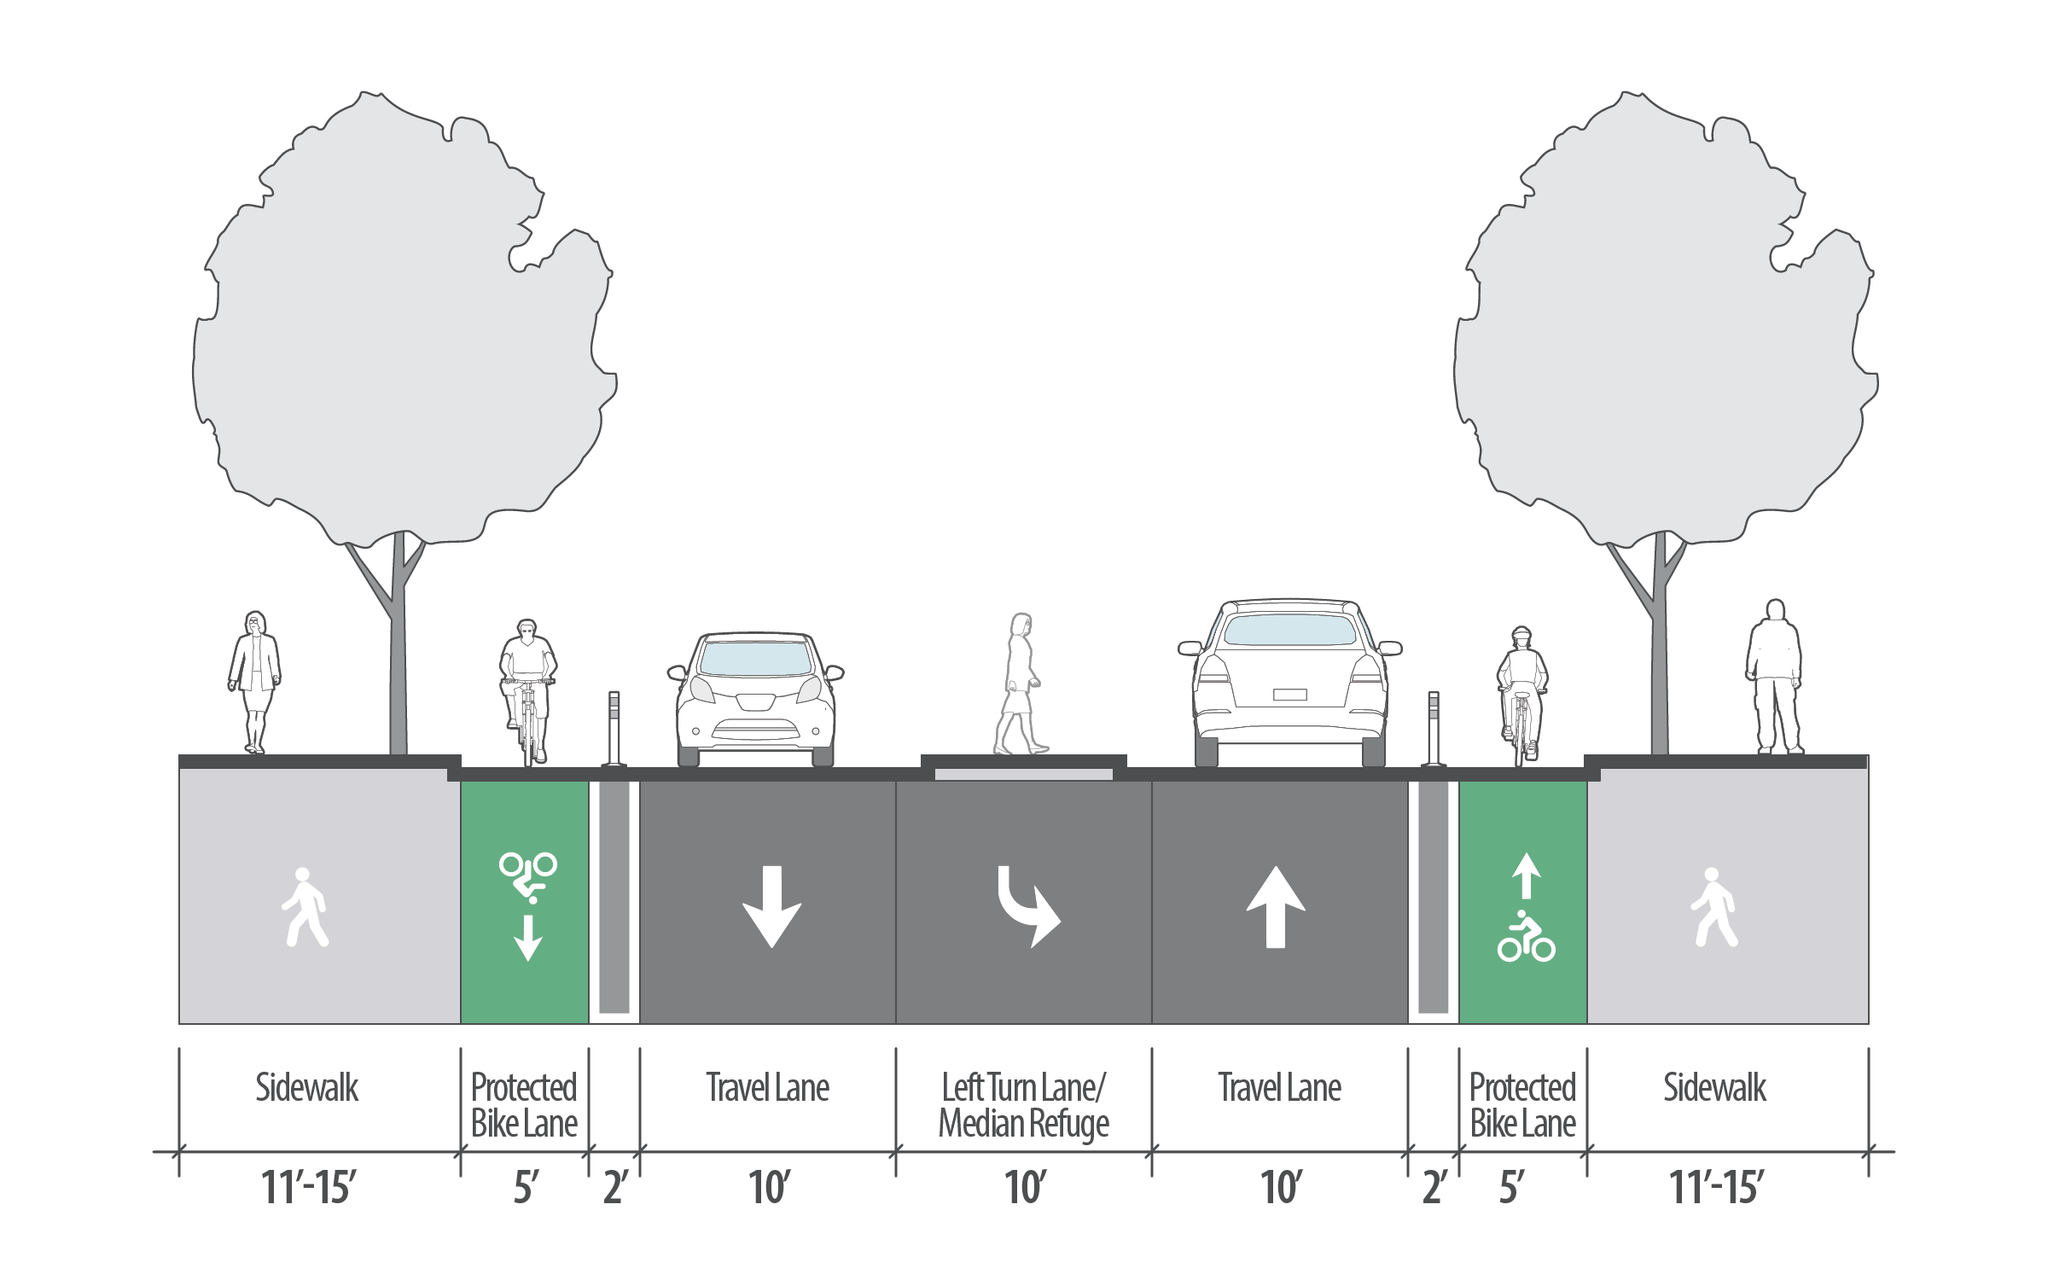 Sidewalk
Protected
Bike Lane
Travel Lane
Left Turn Lane/
Median Refuge
Travel Lane
Protected
Bike Lane
Sidewalk
11’-15’
5’
2’
10’
10’
10’
2’
5’
11’-15’